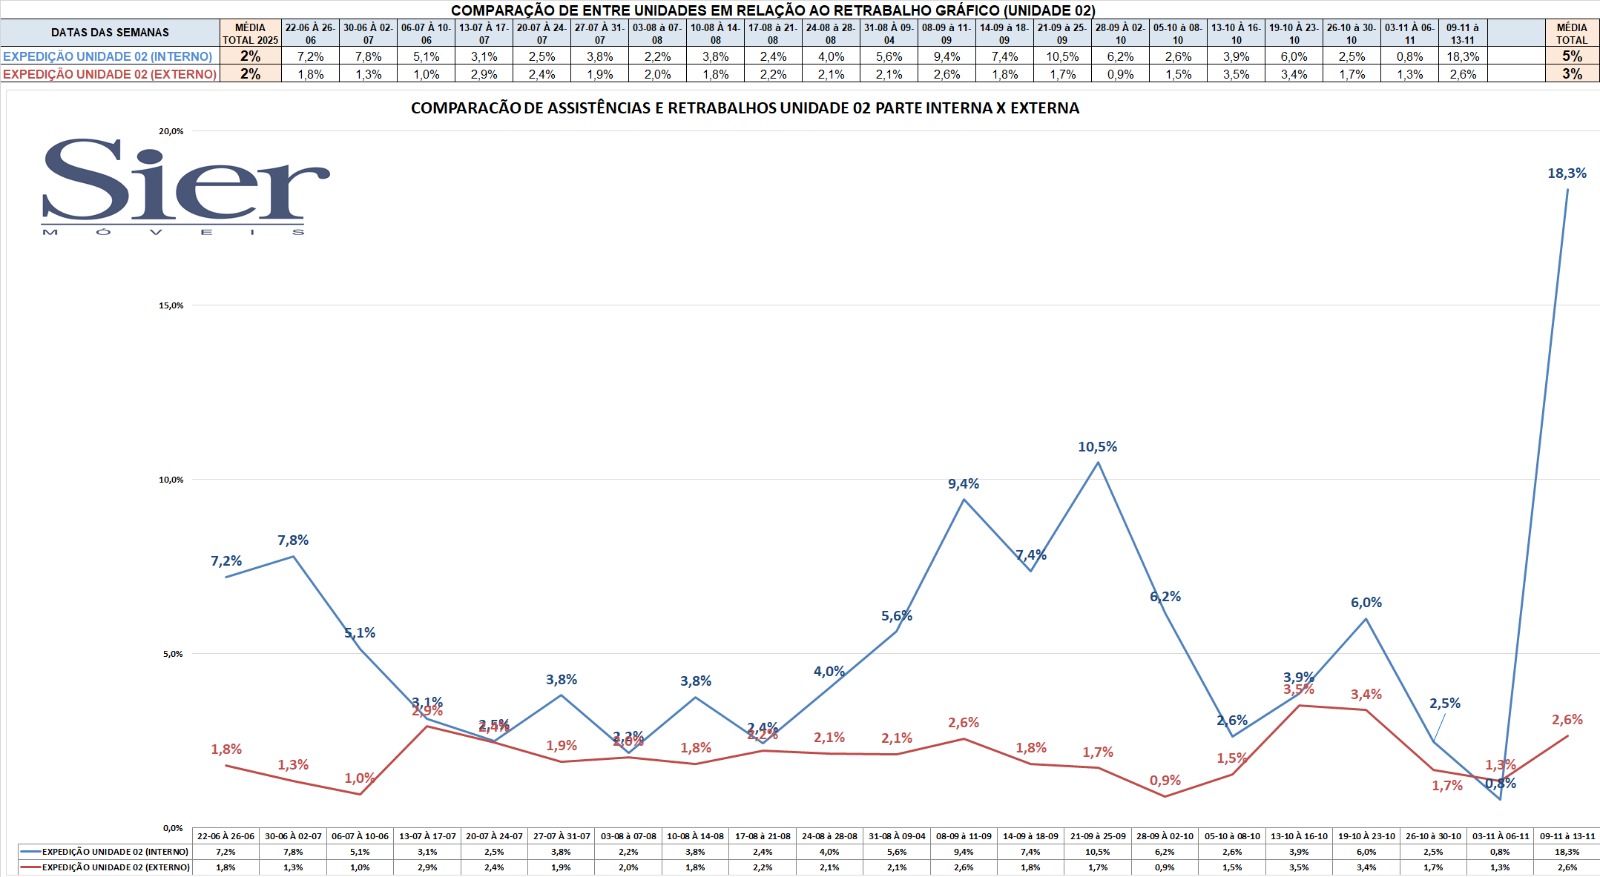 COMPARAÇÃO DE ENTRE UNIDADES EM RELAÇÃO AO RETRABALHO GRÁFICO (UNIDADE 02)
DATAS DAS SEMANAS MÉDIA TOTAL 2025 22-06 À 26-06 30-06 À 02-07 06-07 À 10-06 13-07 À 17-07 20-07 À 24-07 27-07 À 31-07 03-08 à 07-08 10-08 À 14-08 17-08 à 21-08 24-08 à 28-08 31-08 À 09-04 08-09 à 11-09 14-09 à 18-09 21-09 à 25-09 28-09 À 02-10 05-10 à 08-10 13-10 À 16-10 19-10 À 23-10 26-10 à 30-10 03-11 À 06-11 09-11 à 13-11 MÉDIA TOTAL
EXPEDIÇÃO UNIDADE 02 (INTERNO) 2% 7,2% 7,8% 5,1% 3,1% 2,5% 3,8% 2,2% 3,8% 2,4% 4,0% 5,6% 9,4% 7,4% 10,5% 6,2% 2,6% 3,9% 6,0% 2,5% 0,8% 18,3% 5%
EXPEDIÇÃO UNIDADE 02 (EXTERNO) 2% 1,8% 1,3% 1,0% 2,9% 2,4% 1,9% 2,0% 1,8% 2,2% 2,1% 2,1% 2,6% 1,8% 1,7% 0,9% 1,5% 3,5% 3,4% 1,7% 1,3% 2,6% 3%
COMPARACÃO DE ASSISTÊNCIAS E RETRABALHOS UNIDADE 02 PARTE INTERNA X EXTERNA
Sier
MÓVEIS
20,0%
15,0%
10,0%
5,0%
0,0%
7,2% 7,8% 5,1% 3,1% 2,5% 3,8% 2,2% 3,8% 2,4% 4,0% 5,6% 9,4% 7,4% 10,5% 6,2% 2,6% 3,9% 6,0% 2,5% 0,8% 18,3%
1,8% 1,3% 1,0% 2,9% 2,4% 1,9% 2,0% 1,8% 2,2% 2,1% 2,1% 2,6% 1,8% 1,7% 0,9% 1,5% 3,5% 3,4% 1,7% 1,3% 2,6%
22-06 À 26-06 30-06 À 02-07 06-07 À 10-06 13-07 À 17-07 20-07 À 24-07 27-07 À 31-07 03-08 à 07-08 10-08 À 14-08 17-08 à 21-08 24-08 à 28-08 31-08 À 09-04 08-09 à 11-09 14-09 à 18-09 21-09 à 25-09 28-09 À 02-10 05-10 à 08-10 13-10 À 16-10 19-10 À 23-10 26-10 à 30-10 03-11 À 06-11 09-11 à 13-11
EXPEDIÇÃO UNIDADE 02 (INTERNO) 7,2% 7,8% 5,1% 3,1% 2,5% 3,8% 2,2% 3,8% 2,4% 4,0% 5,6% 9,4% 7,4% 10,5% 6,2% 2,6% 3,9% 6,0% 2,5% 0,8% 18,3%
EXPEDIÇÃO UNIDADE 02 (EXTERNO) 1,8% 1,3% 1,0% 2,9% 2,4% 1,9% 2,0% 1,8% 2,2% 2,1% 2,1% 2,6% 1,8% 1,7% 0,9% 1,5% 3,5% 3,4% 1,7% 1,3% 2,6%